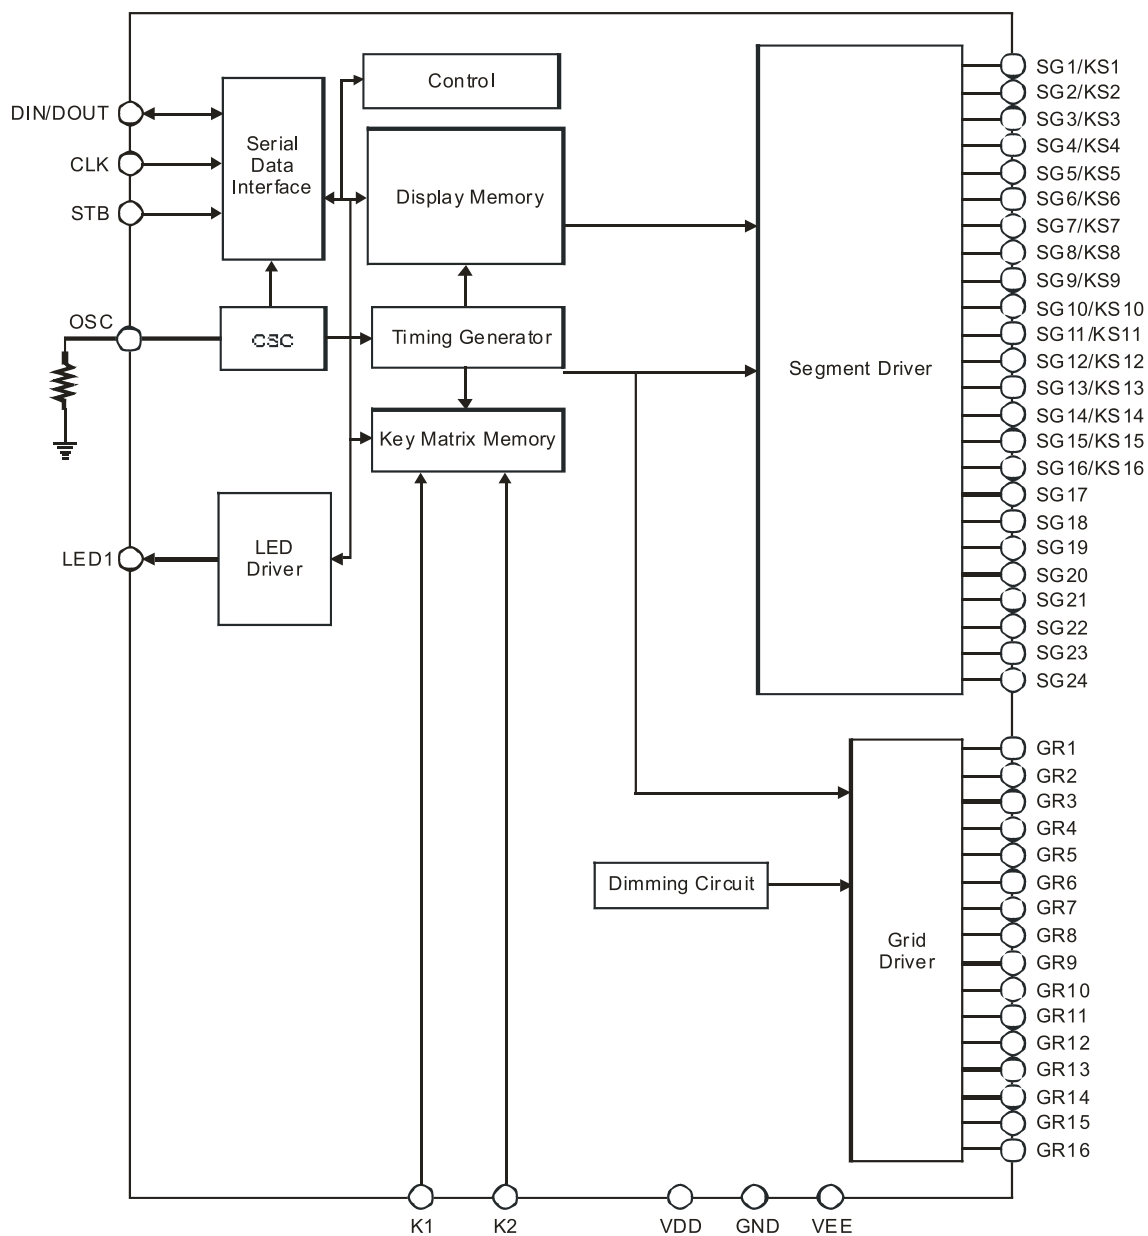 Control
DIN/DOUT
Serial
Data
Interface
CLK
STB
Display Memory
OSC
OSC
Timing Generator
Key Matrix Memory
LED1
LED
Driver
Segment Driver
SG1/KS1
SG2/KS2
SG3/KS3
SG4/KS4
SG5/KS5
SG6/KS6
SG7/KS7
SG8/KS8
SG9/KS9
SG10/KS10
SG11/KS11
SG12/KS12
SG13/KS13
SG14/KS14
SG15/KS15
SG16/KS16
SG17
SG18
SG19
SG20
SG21
SG22
SG23
SG24
Dimming Circuit
Grid
Driver
GR1
GR2
GR3
GR4
GR5
GR6
GR7
GR8
GR9
GR10
GR11
GR12
GR13
GR14
GR15
GR16
K1
K2
VDD
GND
VEE